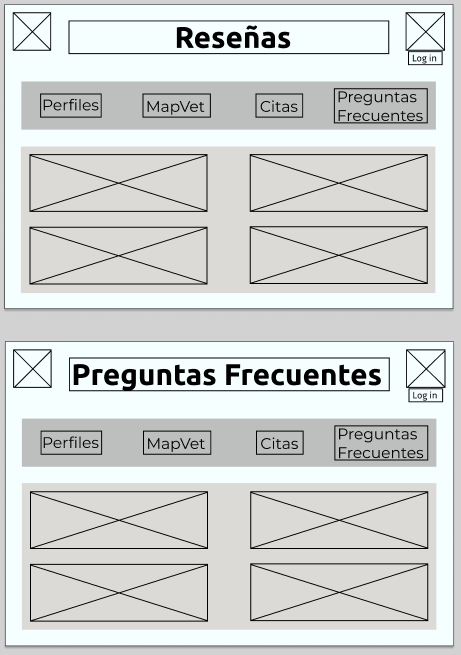 Reseñas
Log in
Perfiles
MapVet
Citas
Preguntas
Frecuentes
Preguntas Frecuentes
Log in
Perfiles
MapVet
Citas
Preguntas
Frecuentes